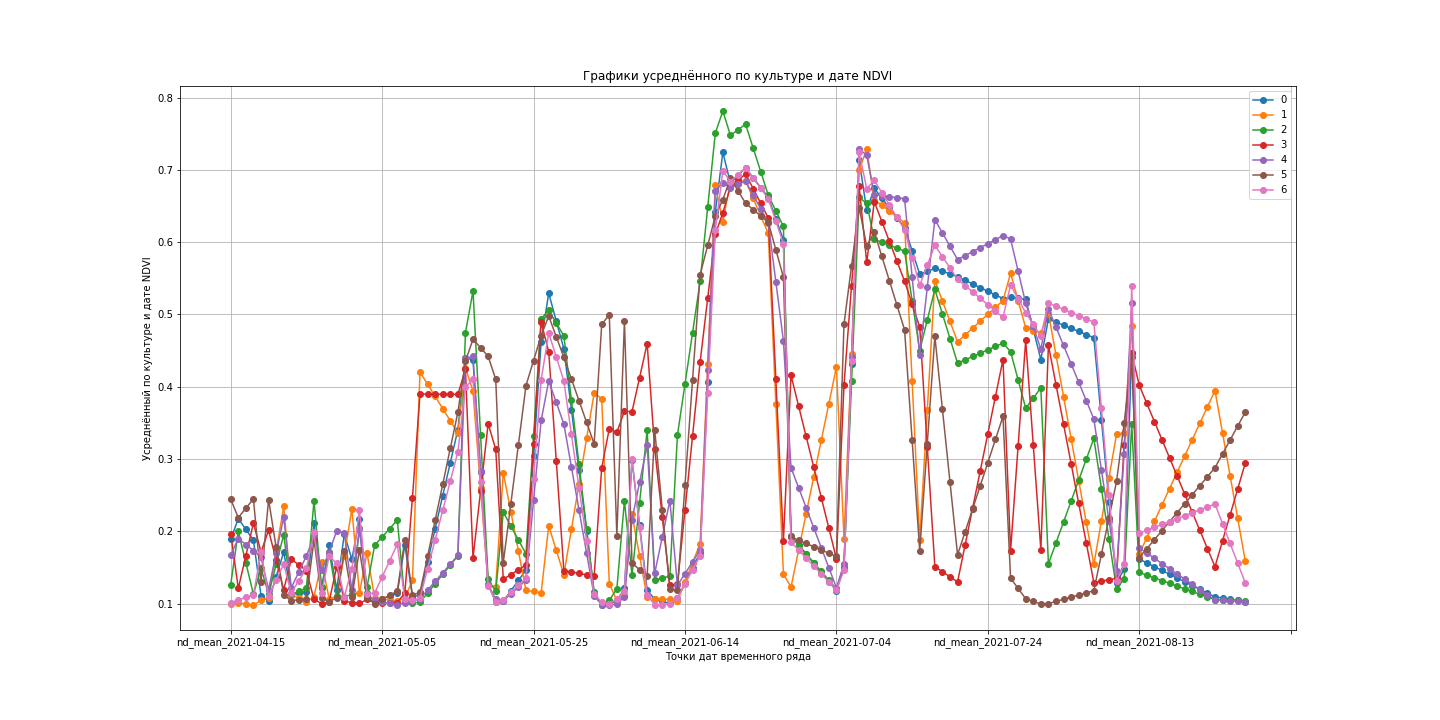 Графики усреднённого по культуре и дате NDVI
0
1
2
3
4
5
6
Усреднённый по культуре и дате NDVI
0.8
0.7
0.6
0.5
0.4
0.3
0.2
0.1
nd_mean_2021-04-15
nd_mean_2021-05-05
nd_mean_2021-05-25
nd_mean_2021-06-14
nd_mean_2021-07-04
nd_mean_2021-07-24
nd_mean_2021-08-13
Точки дат временного ряда